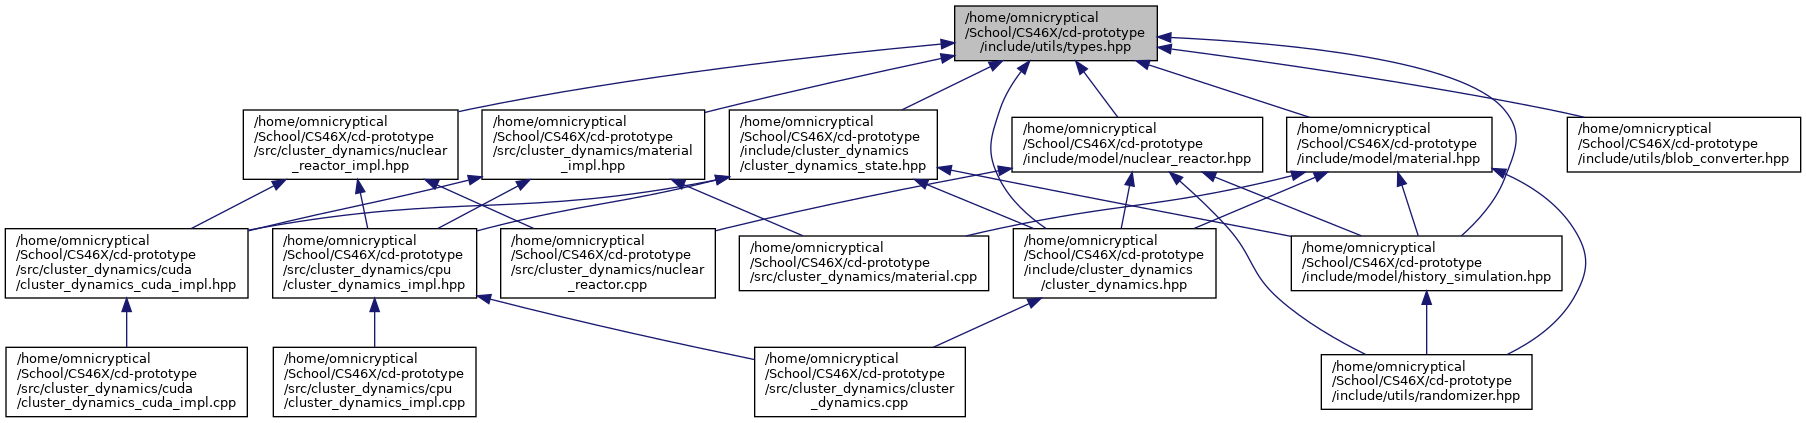 /home/omnicryptical
/School/CS46X/cd-prototype
/include/utils/types.hpp
/home/omnicryptical
/School/CS46X/cd-prototype
/src/cluster_dynamics/nuclear
_reactor_impl.hpp
/home/omnicryptical
/School/CS46X/cd-prototype
/src/cluster_dynamics/material
_impl.hpp
/home/omnicryptical
/School/CS46X/cd-prototype
/include/cluster_dynamics
/cluster_dynamics_state.hpp
/home/omnicryptical
/School/CS46X/cd-prototype
/include/model/nuclear_reactor.hpp
/home/omnicryptical
/School/CS46X/cd-prototype
/include/model/material.hpp
/home/omnicryptical
/School/CS46X/cd-prototype
/include/utils/blob_converter.hpp
/home/omnicryptical
/School/CS46X/cd-prototype
/src/cluster_dynamics/cuda
/cluster_dynamics_cuda_impl.hpp
/home/omnicryptical
/School/CS46X/cd-prototype
/src/cluster_dynamics/cpu
/cluster_dynamics_impl.hpp
/home/omnicryptical
/School/CS46X/cd-prototype
/src/cluster_dynamics/nuclear
_reactor.cpp
/home/omnicryptical
/School/CS46X/cd-prototype
/src/cluster_dynamics/material.cpp
/home/omnicryptical
/School/CS46X/cd-prototype
/include/cluster_dynamics
/cluster_dynamics.hpp
/home/omnicryptical
/School/CS46X/cd-prototype
/include/model/history_simulation.hpp
/home/omnicryptical
/School/CS46X/cd-prototype
/src/cluster_dynamics/cuda
/cluster_dynamics_cuda_impl.cpp
/home/omnicryptical
/School/CS46X/cd-prototype
/src/cluster_dynamics/cpu
/cluster_dynamics_impl.cpp
/home/omnicryptical
/School/CS46X/cd-prototype
/src/cluster_dynamics/cluster
_dynamics.cpp
/home/omnicryptical
/School/CS46X/cd-prototype
/include/utils/randomizer.hpp